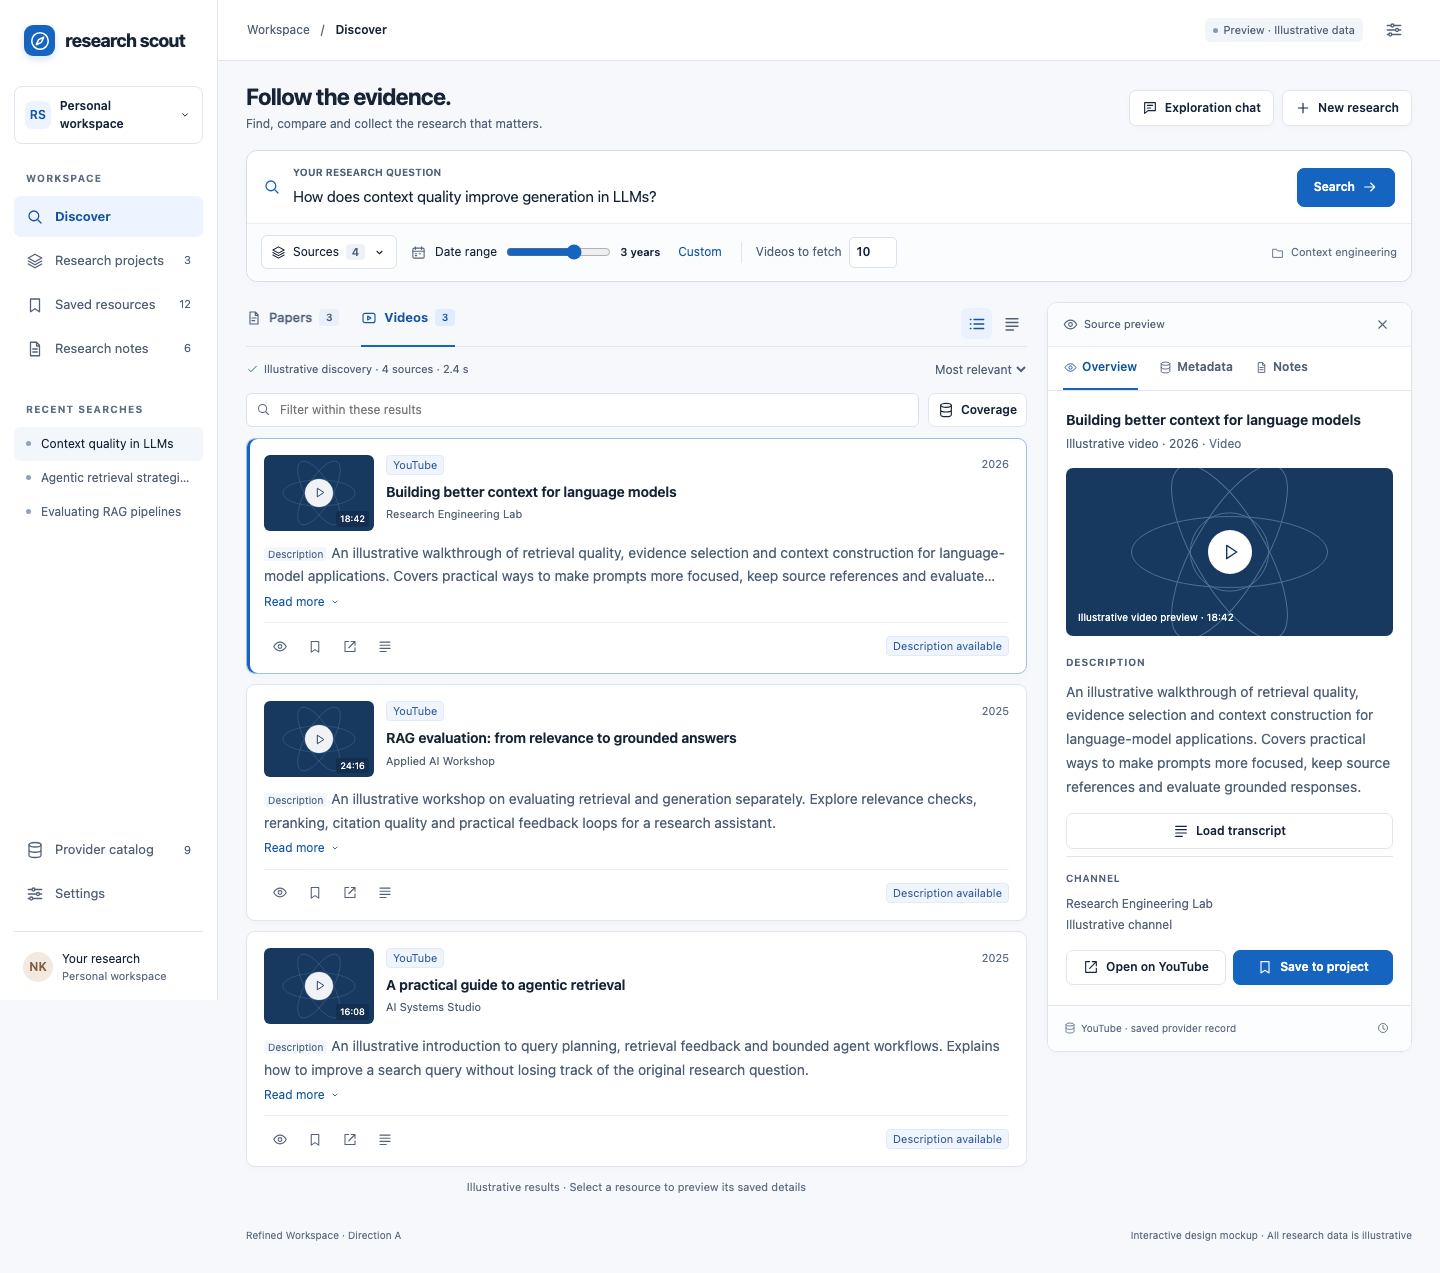 research scout
RS
Personal
workspace
WORKSPACE
Discover
Research projects 3
Saved resources 12
Research notes 6
RECENT SEARCHES
Context quality in LLMs
Agentic retrieval strategi...
Evaluating RAG pipelines
Provider catalog 9
Settings
NK
Your research
Personal workspace
Workspace / Discover
Preview · Illustrative data
Follow the evidence.
Find, compare and collect the research that matters.
Exploration chat
New research
YOUR RESEARCH QUESTION
How does context quality improve generation in LLMs?
Search
Sources 4
Date range
3 years
Custom
Videos to fetch 10
Context engineering
Papers 3
Videos 3
Illustrative discovery · 4 sources · 2.4 s
Most relevant
Filter within these results
Coverage
18:42
YouTube
2026
Building better context for language models
Research Engineering Lab
Description An illustrative walkthrough of retrieval quality, evidence selection and context construction for language-
model applications. Covers practical ways to make prompts more focused, keep source references and evaluate...
Read more
Description available
24:16
YouTube
2025
RAG evaluation: from relevance to grounded answers
Applied AI Workshop
Description An illustrative workshop on evaluating retrieval and generation separately. Explore relevance checks,
reranking, citation quality and practical feedback loops for a research assistant.
Read more
Description available
16:08
YouTube
2025
A practical guide to agentic retrieval
AI Systems Studio
Description An illustrative introduction to query planning, retrieval feedback and bounded agent workflows. Explains
how to improve a search query without losing track of the original research question.
Read more
Description available
Illustrative results · Select a resource to preview its saved details
Source preview
Overview
Metadata
Notes
Building better context for language models
Illustrative video · 2026 · Video
Illustrative video preview · 18:42
DESCRIPTION
An illustrative walkthrough of retrieval quality,
evidence selection and context construction for
language-model applications. Covers practical
ways to make prompts more focused, keep source
references and evaluate grounded responses.
Load transcript
CHANNEL
Research Engineering Lab
Illustrative channel
Open on YouTube
Save to project
YouTube · saved provider record
Refined Workspace · Direction A
Interactive design mockup · All research data is illustrative